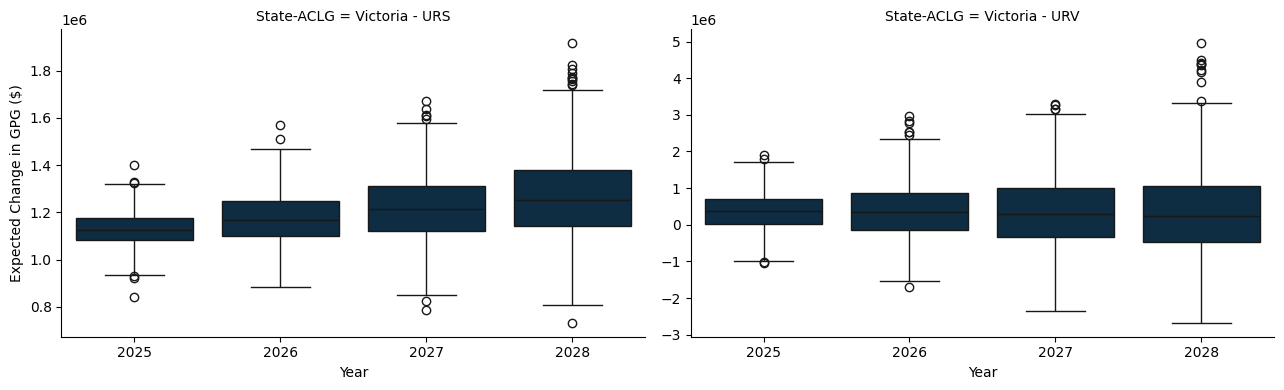 State-ACLG = Victoria - URS
1e6
Expected Change in GPG ($)
1.8
1.6
1.4
1.2
1.0
0.8
2025 2026 2027 2028
Year
State-ACLG = Victoria - URV
1e6
5
4
3
2
1
0
−1
−2
−3
2025 2026 2027 2028
Year